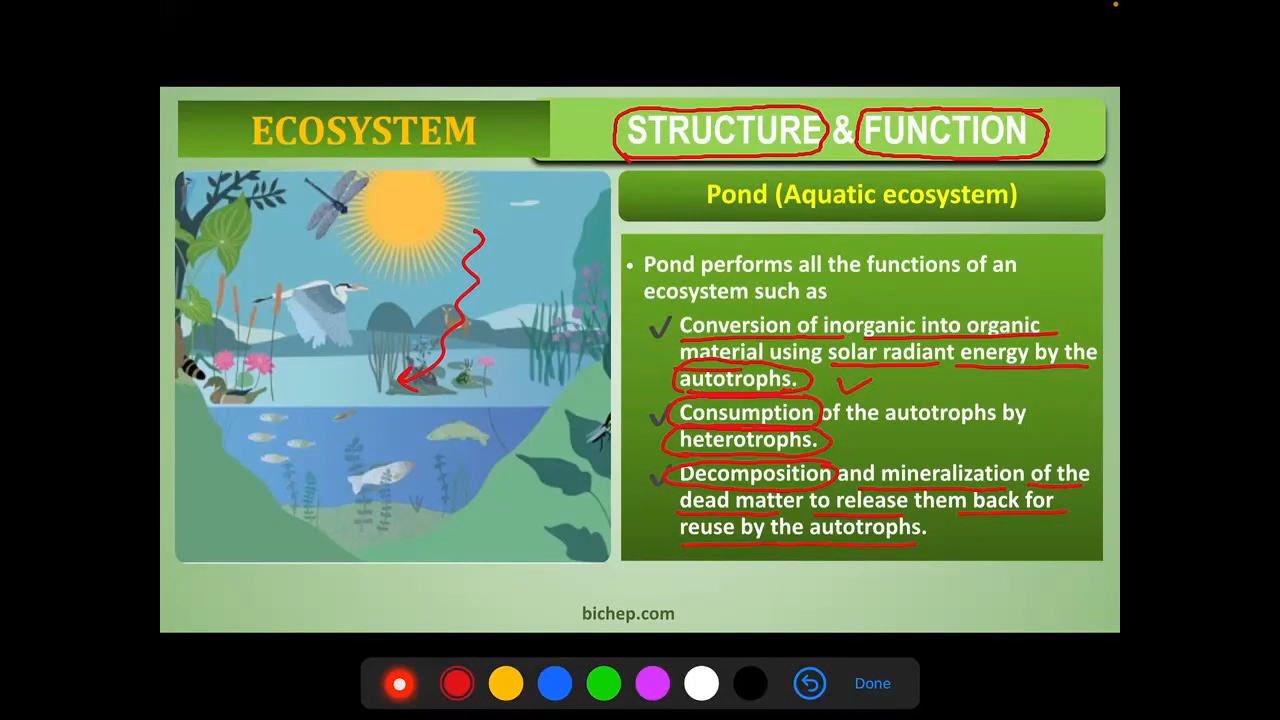 ECOSYSTEM
STRUCTURE & FUNCTION
Pond (Aquatic ecosystem)
• Pond performs all the functions of an
ecosystem such as
✓ Conversion of inorganic into organic
material using solar radiant energy by the
autotrophs.
✓ Consumption of the autotrophs by
heterotrophs.
✓ Decomposition and mineralization of the
dead matter to release them back for
reuse by the autotrophs.
bichep.com
Done